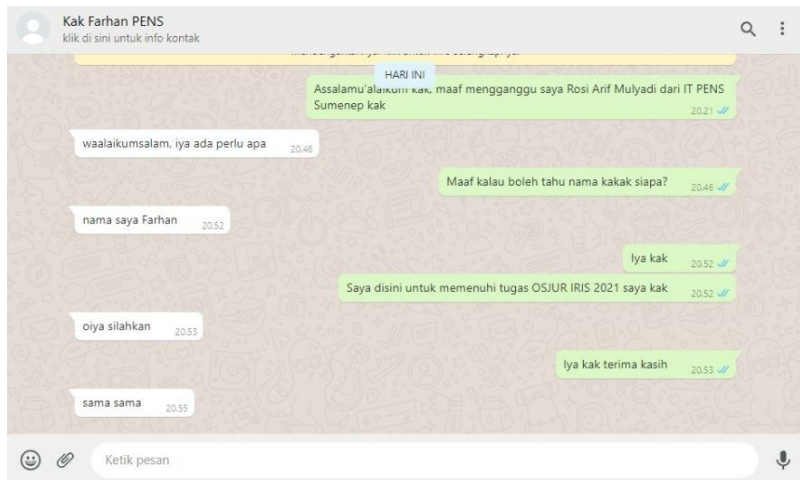 Kak Farhan PENS
klik di sini untuk info kontak
HARI INI
Assalamu'alaikum kak, maaf mengganggu saya Rosi Arif Mulyadi dari IT PENS
Sumenep kak
20.21
waalaikumsalam, iya ada perlu apa 20.46
Maaf kalau boleh tahu nama kakak siapa? 20.46
nama saya Farhan 20.52
Iya kak 20.52
Saya disini untuk memenuhi tugas OSJUR IRIS 2021 saya kak 20.52
oiya silahkan 20.53
Iya kak terima kasih 20.53
sama sama 20.55
Ketik pesan